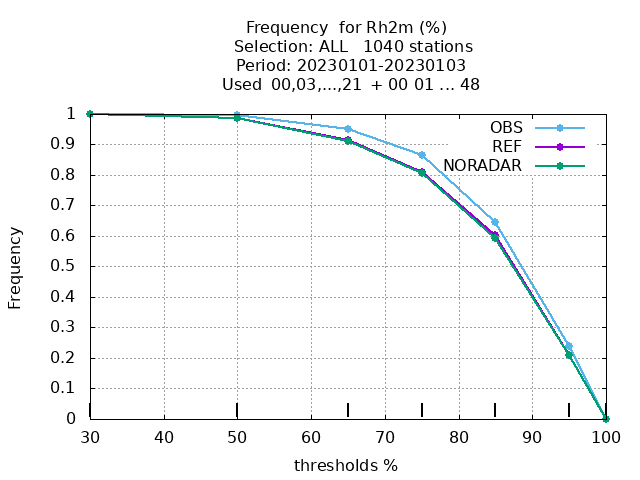 Frequency  for Rh2m (%)
Selection: ALL   1040 stations
Period: 20230101-20230103
Used  00,03,...,21  + 00 01 ... 48
1
0.9
0.8
0.7
0.6
0.5
0.4
0.3
0.2
0.1
0
Frequency
OBS
REF
NORADAR
30 40 50 60 70 80 90 100
thresholds %